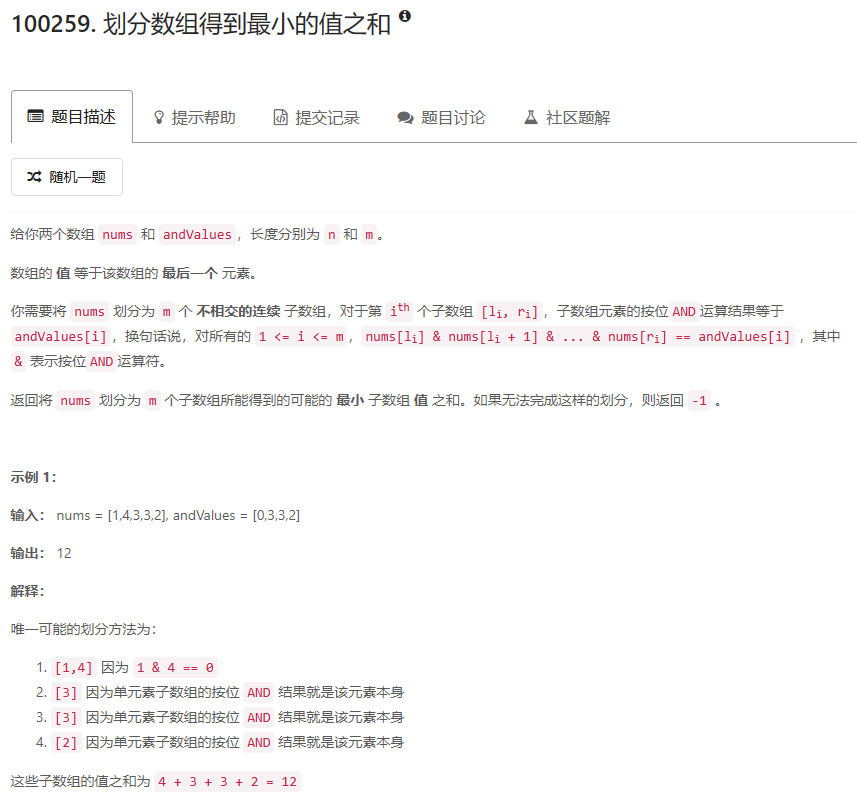 100259. 划分数组得到最小的值之和
题目描述 提示帮助 提交记录 题目讨论 社区题解
随机一题
给你两个数组 nums 和 andValues，长度分别为 n 和 m。
数组的 值 等于该数组的 最后一个 元素。
你需要将 nums 划分为 m 个 不相交的连续 子数组，对于第 iᵗʰ 个子数组 [lᵢ, rᵢ]，子数组元素的按位 AND 运算结果等于
andValues[i]，换句话说，对所有的 1 <= i <= m，nums[lᵢ] & nums[lᵢ + 1] & ... & nums[rᵢ] == andValues[i] ，其中
& 表示按位 AND 运算符。
返回将 nums 划分为 m 个子数组所能得到的可能的 最小 子数组 值 之和。如果无法完成这样的划分，则返回 -1 。
示例 1：
输入： nums = [1,4,3,3,2], andValues = [0,3,3,2]
输出： 12
解释：
唯一可能的划分方法为：
1. [1,4] 因为 1 & 4 == 0
2. [3] 因为单元素子数组的按位 AND 结果就是该元素本身
3. [3] 因为单元素子数组的按位 AND 结果就是该元素本身
4. [2] 因为单元素子数组的按位 AND 结果就是该元素本身
这些子数组的值之和为 4 + 3 + 3 + 2 = 12